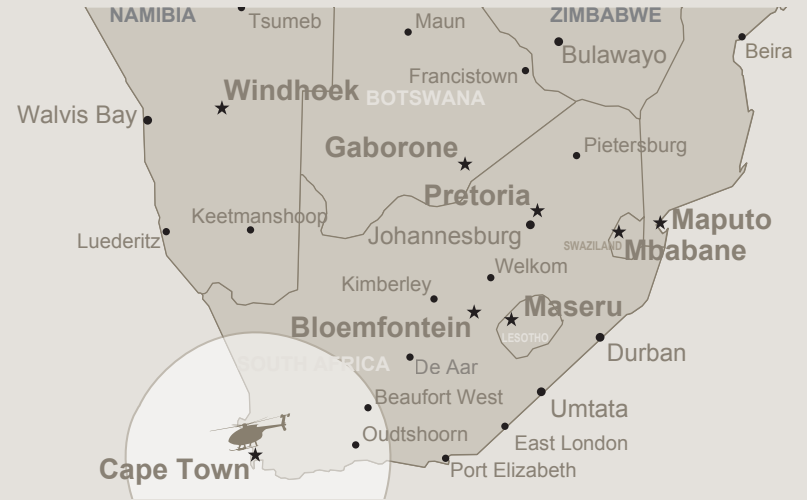 NAMIBIA
Tsumeb
Maun
ZIMBABWE
Bulawayo
Beira
Francistown
Windhoek
BOTSWANA
Walvis Bay
Gaborone
Pietersburg
Pretoria
Keetmanshoop
Luederitz
Johannesburg
SWAZILAND
Maputo
Mbabane
Welkom
Kimberley
Maseru
Bloemfontein
LESOTHO
Durban
SOUTH AFRICA
De Aar
Beaufort West
Umtata
Oudtshoorn
East London
Cape Town
Port Elizabeth